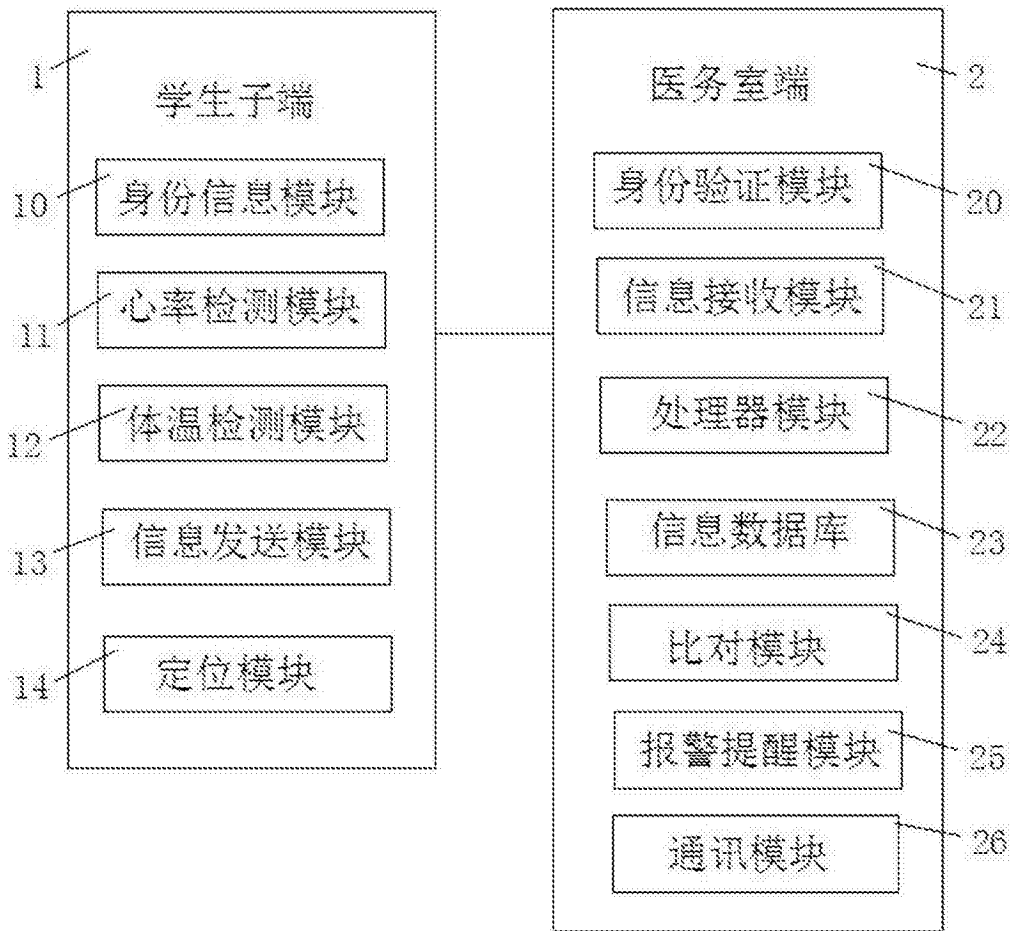 1
学生子端
10
身份信息模块
11
心率检测模块
12
体温检测模块
13
信息发送模块
14
定位模块
2
医务室端
20
身份验证模块
21
信息接收模块
22
处理器模块
23
信息数据库
24
比对模块
25
报警提醒模块
26
通讯模块